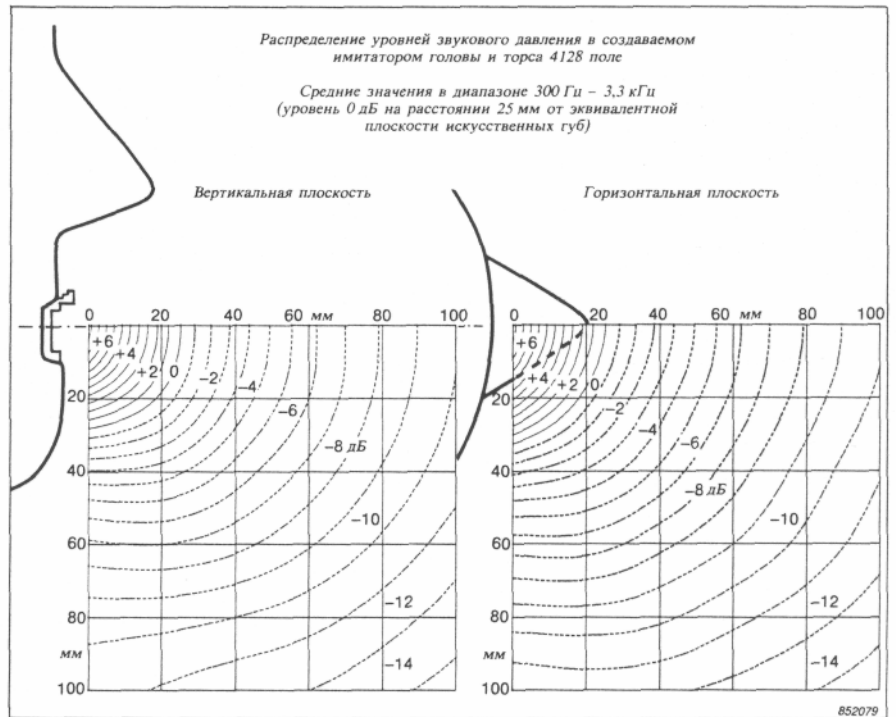 Распределение уровней звукового давления в создаваемом
имитатором головы и торса 4128 поле
Средние значения в диапазоне 300 Гц – 3,3 кГц
(уровень 0 дБ на расстоянии 25 мм от эквивалентной
плоскости искусственных губ)
Вертикальная плоскость
0 20 40 мм 60 80 100
+6
+4
+2 0 –2 –4 –6 –8 дБ –10 –12 –14
20
40
60
80
мм
100
Горизонтальная плоскость
0 20 40 60 мм 80 100
+6
+4
+2 0 –2 –4 –6 –8 дБ –10 –12 –14
20
40
60
80
мм
100
852079